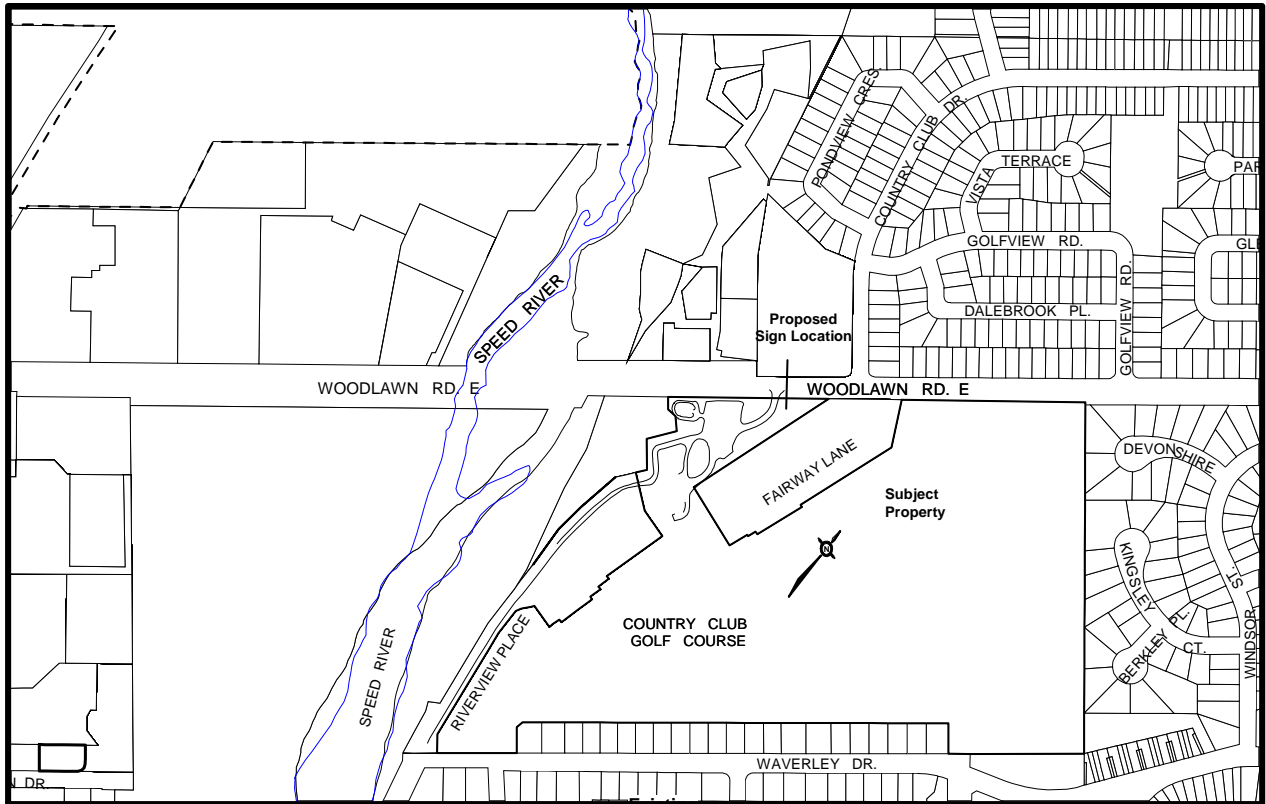 PONDVIEW CRES.
COUNTRY CLUB DR.
VISTA
TERRACE
GOLFVIEW RD.
DALEBROOK PL.
GOLFVIEW RD.
SPEED RIVER
Proposed
Sign Location
WOODLAWN RD. E
WOODLAWN RD. E
FAIRWAY LANE
Subject
Property
N
DEVONSHIRE
KINGSLEY
CT.
BERKLEY PL.
WINDSOR
ST.
COUNTRY CLUB
GOLF COURSE
RIVERVIEW PLACE
SPEED RIVER
WAVERLEY DR.
N DR.